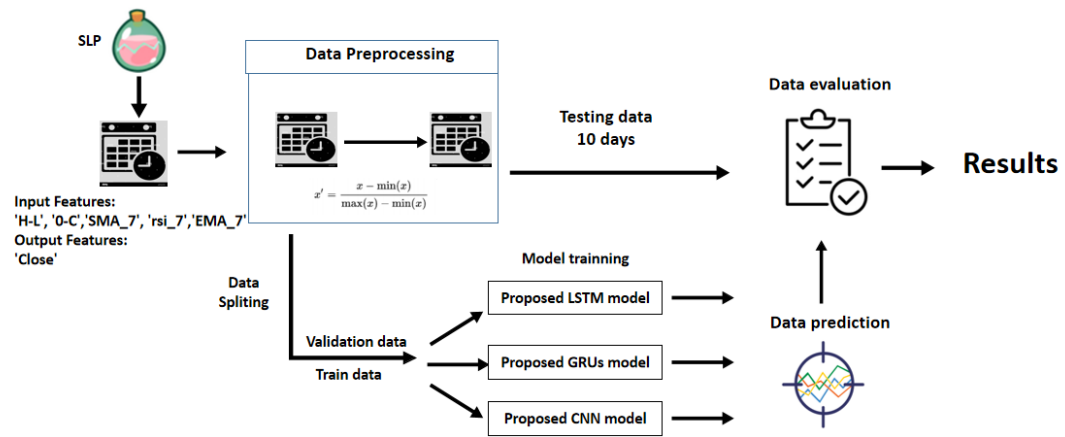 SLP
Data Preprocessing
x' = (x − min(x)) / (max(x) − min(x))
Input Features:
'H-L', '0-C','SMA_7', 'rsi_7','EMA_7'
Output Features:
'Close'
Testing data
10 days
Data evaluation
Results
Data
Spliting
Validation data
Train data
Model trainning
Proposed LSTM model
Proposed GRUs model
Proposed CNN model
Data prediction